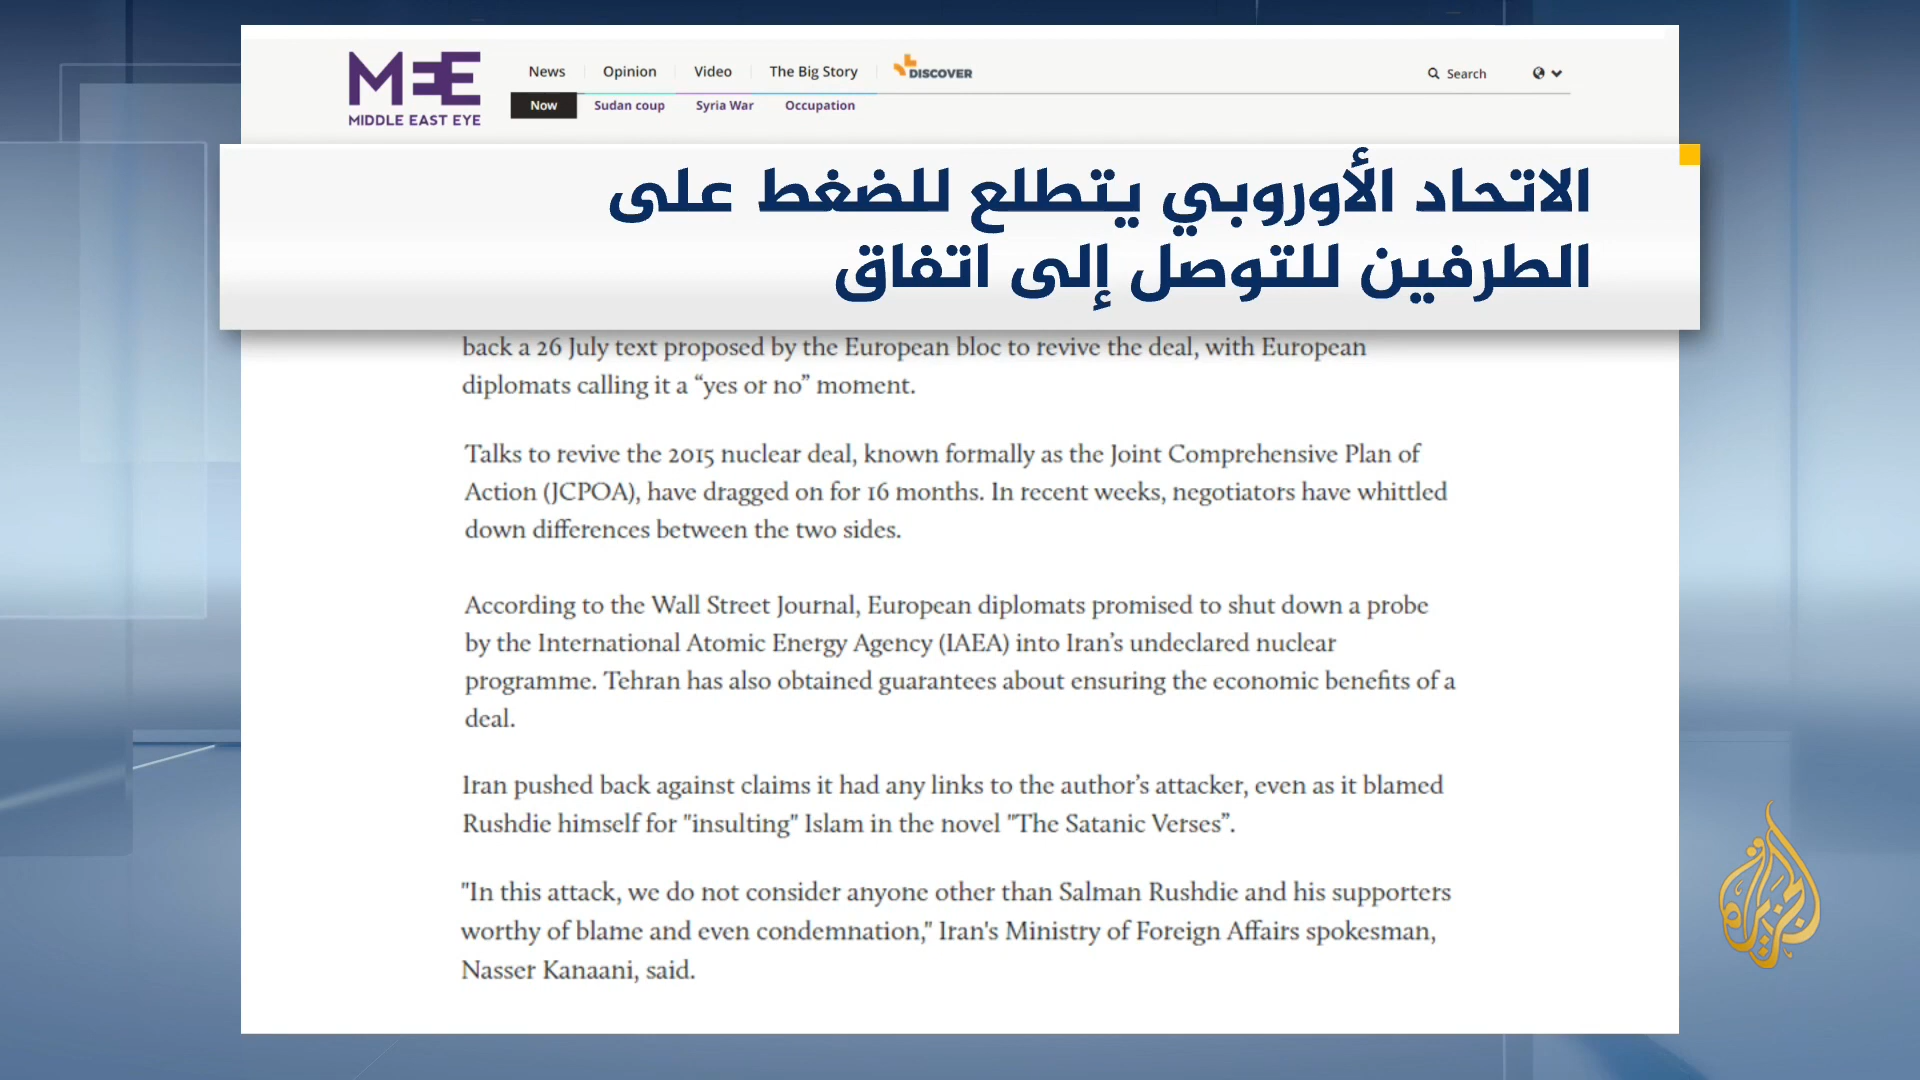 MEE
MIDDLE EAST EYE
News Opinion Video The Big Story DISCOVER Search
Now Sudan coup Syria War Occupation
الاتحاد الأوروبي يتطلع للضغط على
الطرفين للتوصل إلى اتفاق
back a 26 July text proposed by the European bloc to revive the deal, with European
diplomats calling it a “yes or no” moment.
Talks to revive the 2015 nuclear deal, known formally as the Joint Comprehensive Plan of
Action (JCPOA), have dragged on for 16 months. In recent weeks, negotiators have whittled
down differences between the two sides.
According to the Wall Street Journal, European diplomats promised to shut down a probe
by the International Atomic Energy Agency (IAEA) into Iran’s undeclared nuclear
programme. Tehran has also obtained guarantees about ensuring the economic benefits of a
deal.
Iran pushed back against claims it had any links to the author’s attacker, even as it blamed
Rushdie himself for "insulting" Islam in the novel "The Satanic Verses”.
"In this attack, we do not consider anyone other than Salman Rushdie and his supporters
worthy of blame and even condemnation," Iran's Ministry of Foreign Affairs spokesman,
Nasser Kanaani, said.
الجزيرة